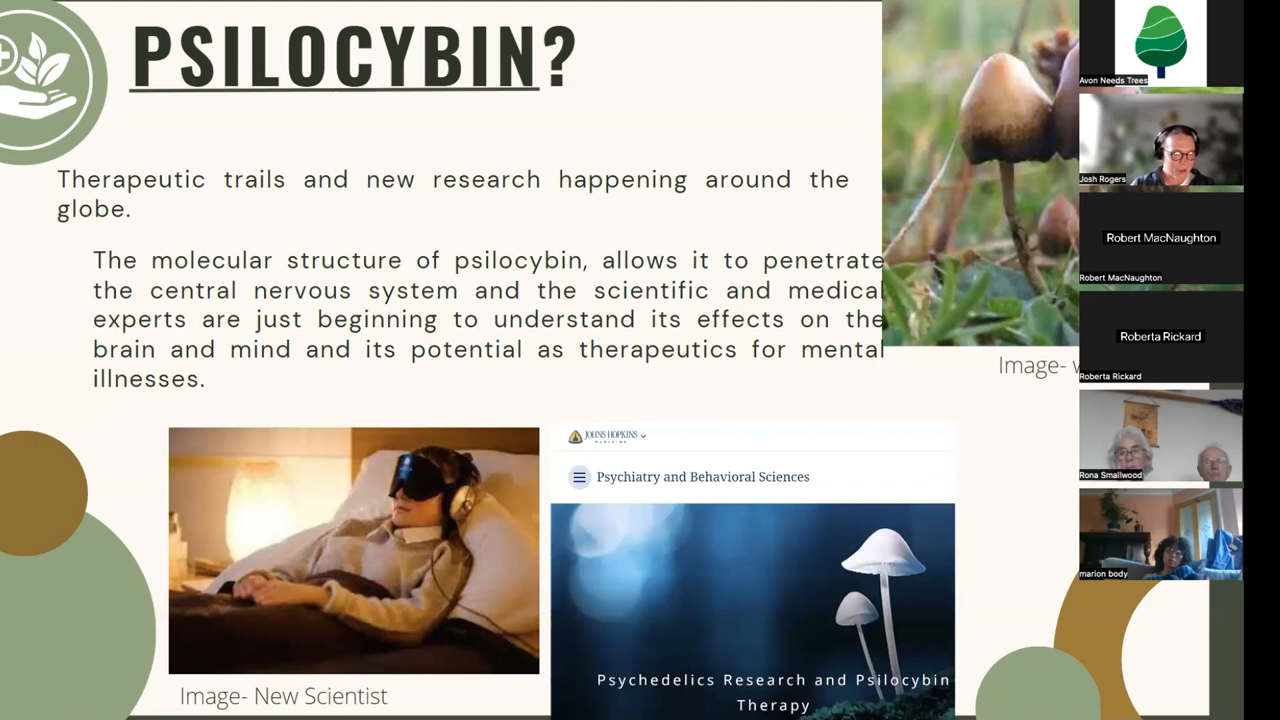 PSILOCYBIN?
Therapeutic trails and new research happening around the
globe.
The molecular structure of psilocybin, allows it to penetrate
the central nervous system and the scientific and medical
experts are just beginning to understand its effects on the
brain and mind and its potential as therapeutics for mental
illnesses.
Image- New Scientist
JOHNS HOPKINS
MEDICINE
Psychiatry and Behavioral Sciences
Psychedelics Research and Psilocybin
Therapy
Image-
Avon Needs Trees
Josh Rogers
Robert MacNaughton
Robert MacNaughton
Roberta Rickard
Roberta Rickard
Rona Smallwood
marion body